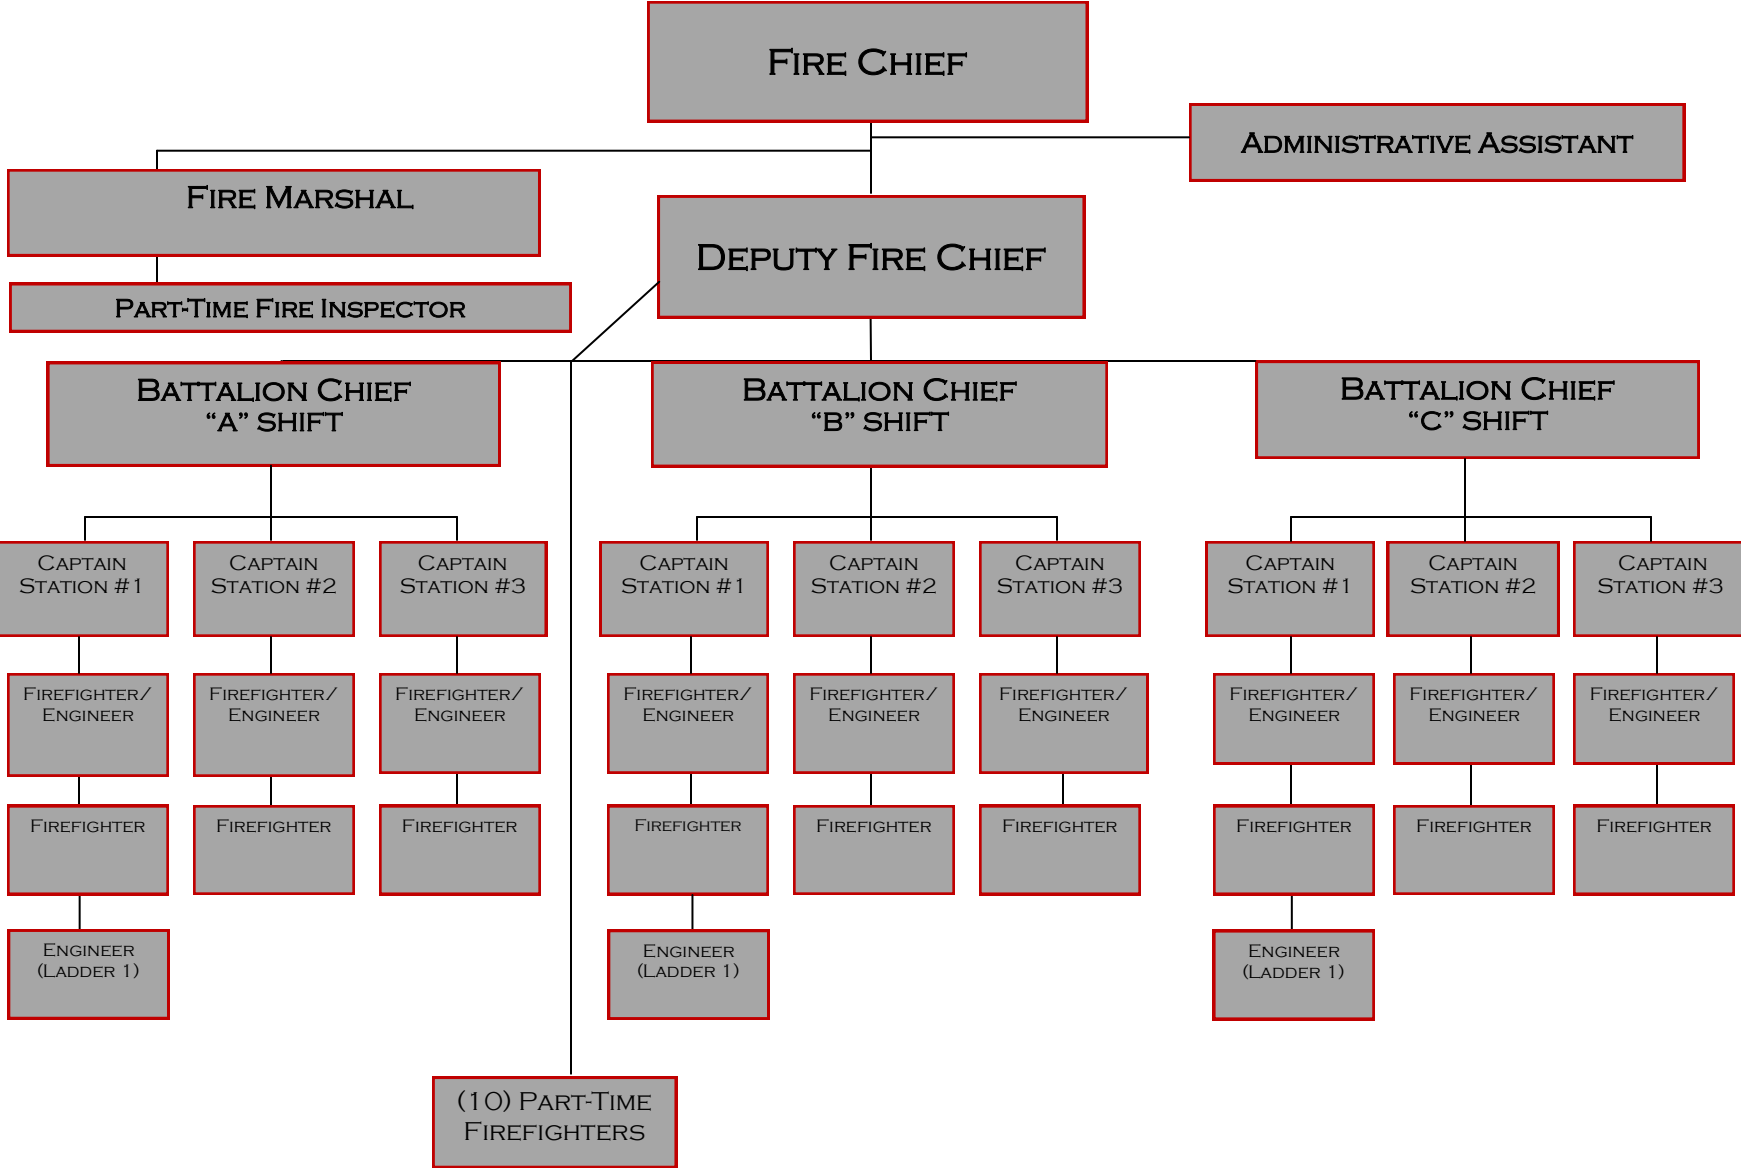 Fire Chief
Administrative Assistant
Fire Marshal
Deputy Fire Chief
Part-Time Fire Inspector
Battalion Chief
“A” shift
Battalion Chief
“B” shift
Battalion Chief
“C” shift
Captain
Station #1
Captain
Station #2
Captain
Station #3
Captain
Station #1
Captain
Station #2
Captain
Station #3
Captain
Station #1
Captain
Station #2
Captain
Station #3
Firefighter/
Engineer
Firefighter/
Engineer
Firefighter/
Engineer
Firefighter/
Engineer
Firefighter/
Engineer
Firefighter/
Engineer
Firefighter/
Engineer
Firefighter/
Engineer
Firefighter/
Engineer
Firefighter
Firefighter
Firefighter
Firefighter
Firefighter
Firefighter
Firefighter
Firefighter
Firefighter
Engineer
(Ladder 1)
Engineer
(Ladder 1)
Engineer
(Ladder 1)
(10) Part-Time
Firefighters